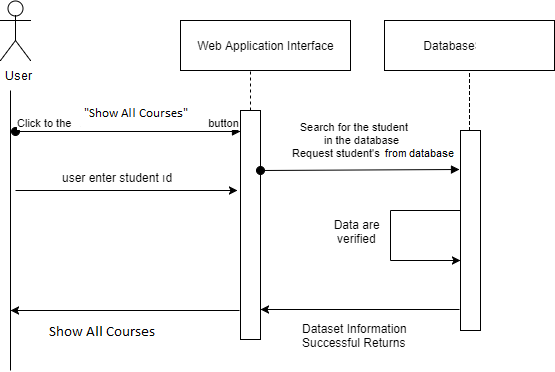 Web Application Interface
Database
User
Click to the "Show All Courses" button
Search for the student
in the database
Request student's from database
user enter student id
Data are
verified
Show All Courses
Dataset Information
Successful Returns